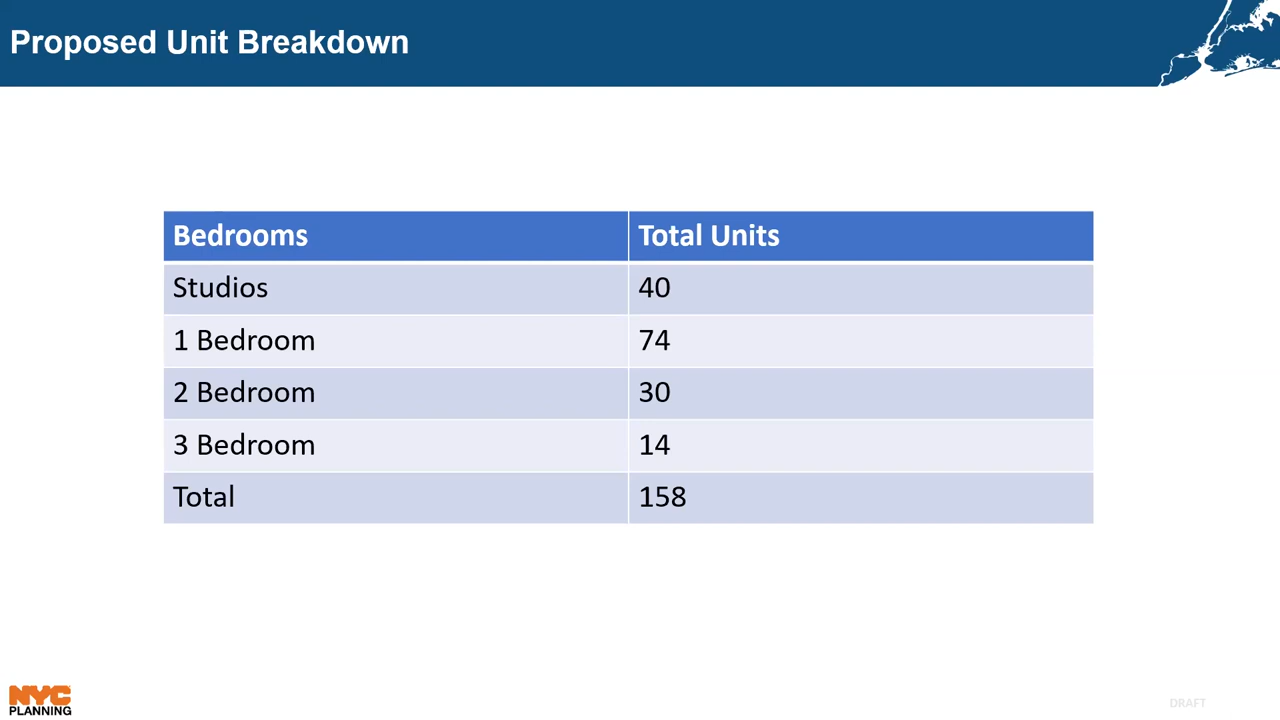 Proposed Unit Breakdown
Bedrooms Total Units
Studios 40
1 Bedroom 74
2 Bedroom 30
3 Bedroom 14
Total 158
NYC
PLANNING
DRAFT